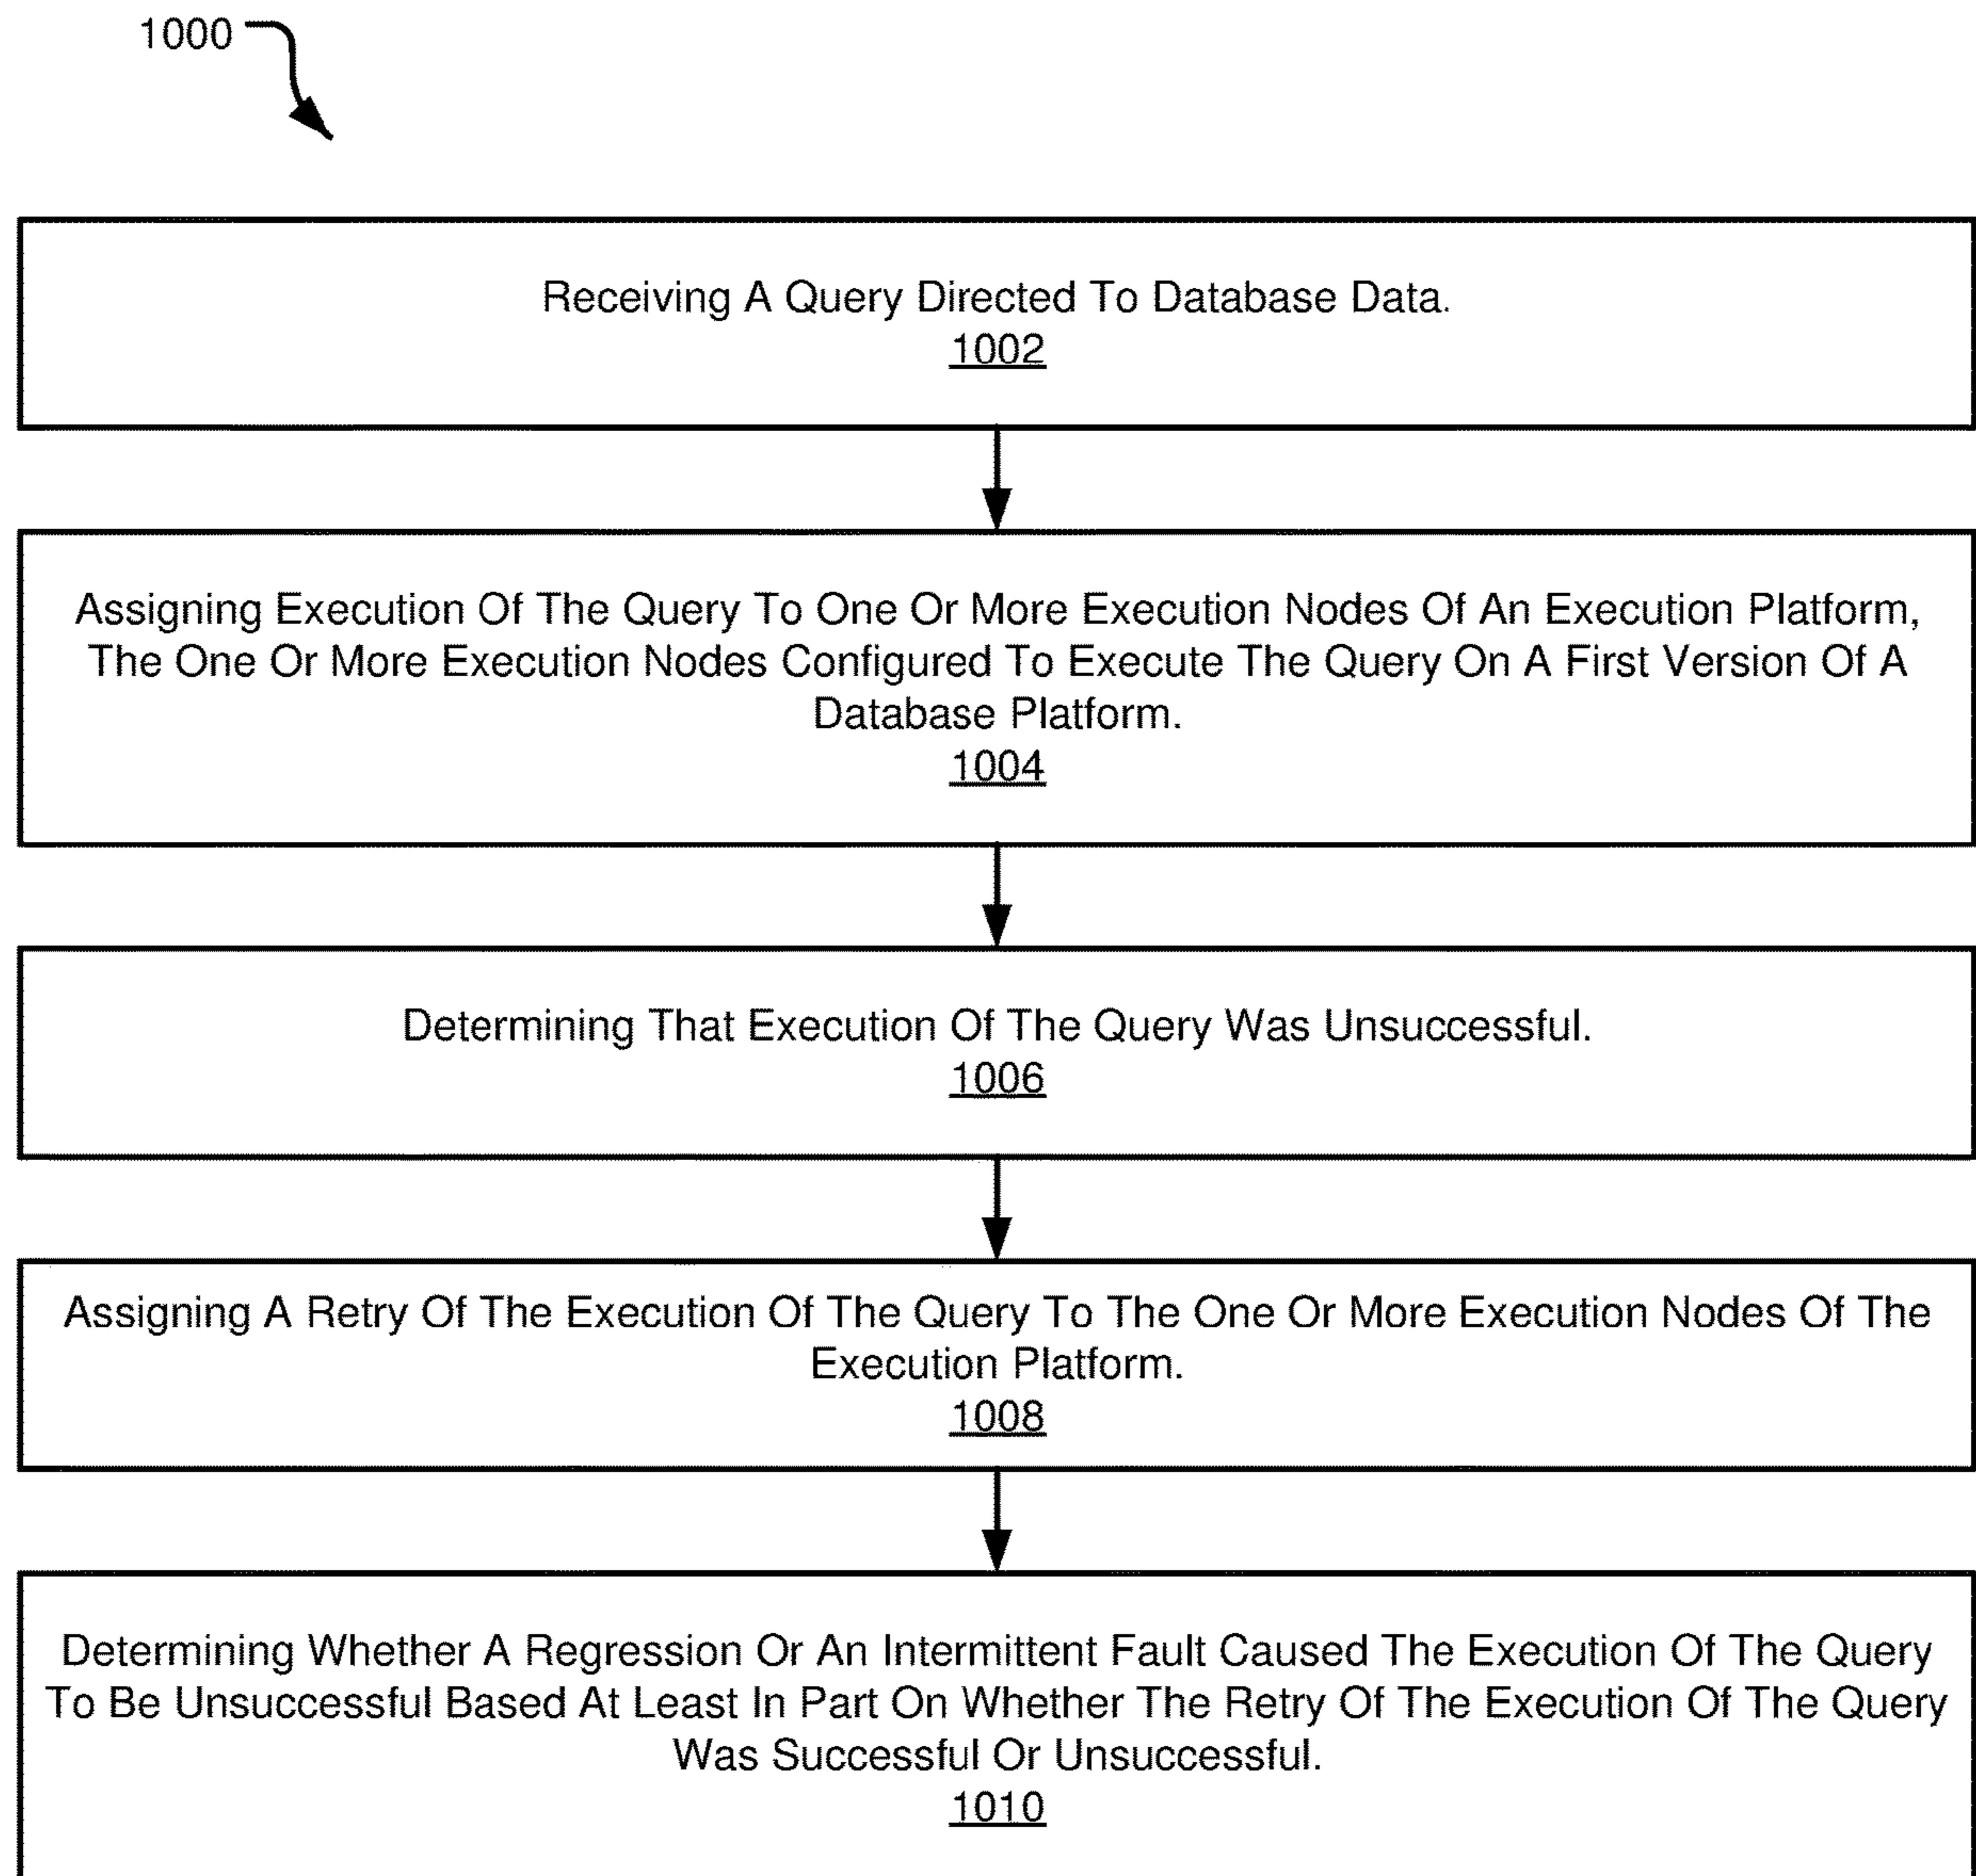 1000
Receiving A Query Directed To Database Data.
1002
Assigning Execution Of The Query To One Or More Execution Nodes Of An Execution Platform,
The One Or More Execution Nodes Configured To Execute The Query On A First Version Of A
Database Platform.
1004
Determining That Execution Of The Query Was Unsuccessful.
1006
Assigning A Retry Of The Execution Of The Query To The One Or More Execution Nodes Of The
Execution Platform.
1008
Determining Whether A Regression Or An Intermittent Fault Caused The Execution Of The Query
To Be Unsuccessful Based At Least In Part On Whether The Retry Of The Execution Of The Query
Was Successful Or Unsuccessful.
1010